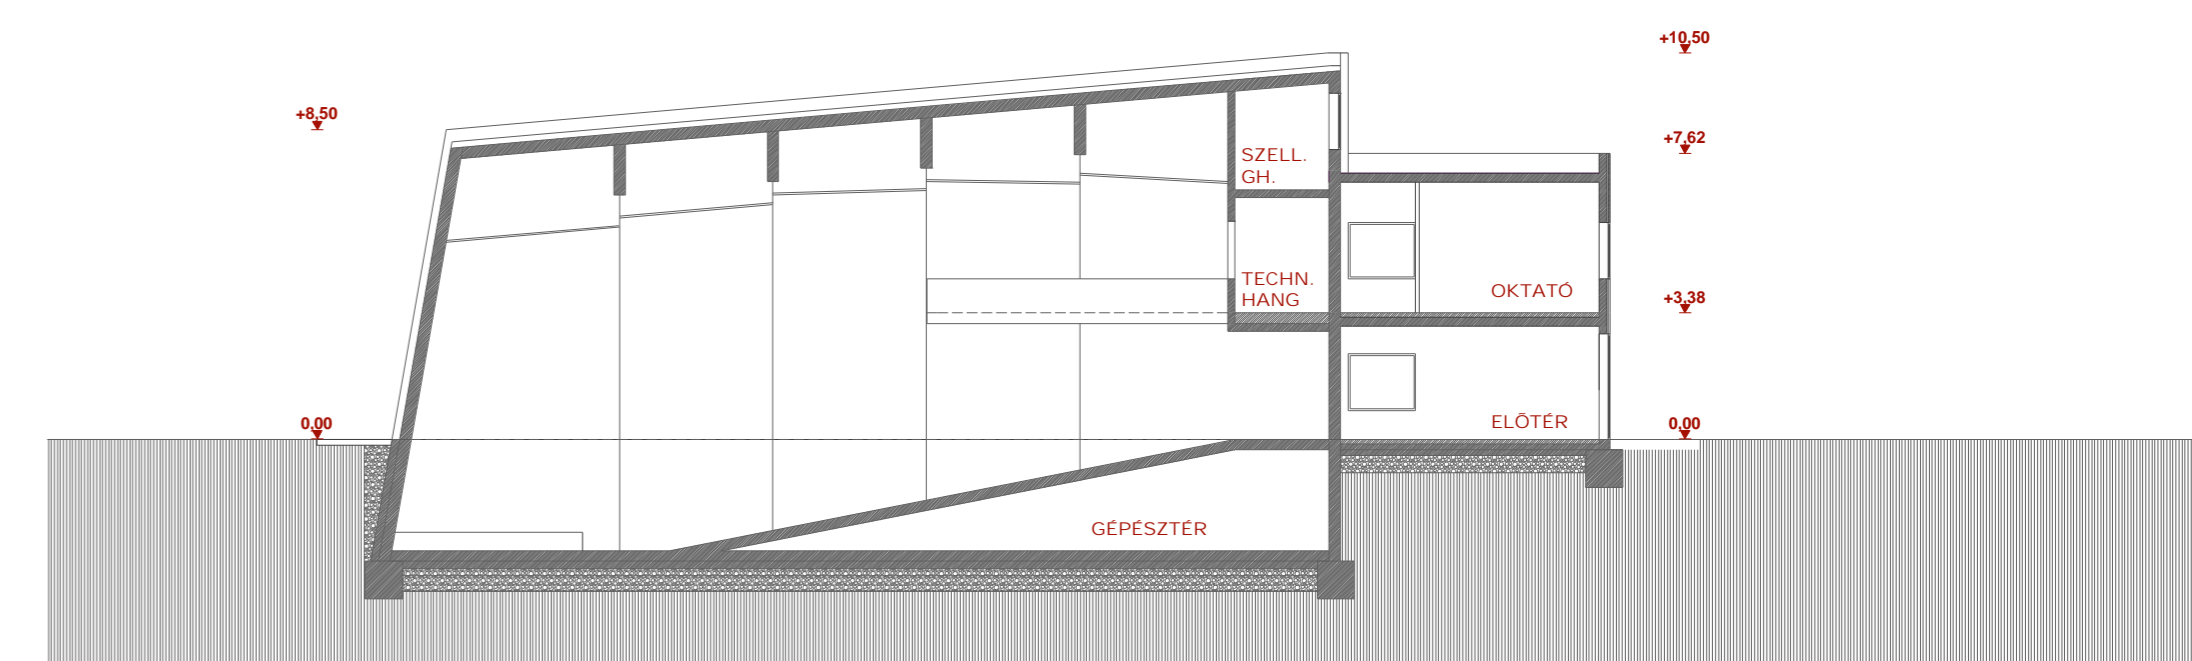 +10,50
+8,50
+7,62
SZELL.
GH.
TECHN.
HANG
OKTATÓ
+3,38
ELŐTÉR
0,00
0,00
GÉPÉSZTÉR